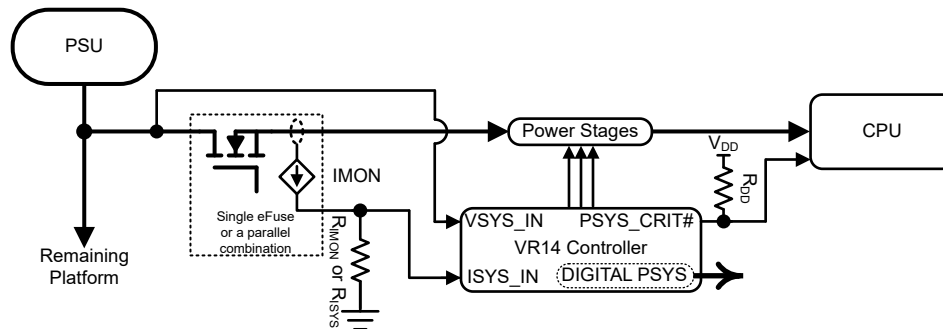 PSU
Power Stages
CPU
VDD
RDD
IMON
Single eFuse
or a parallel
combination
RIMON or RISYS
VSYS_IN
PSYS_CRIT#
VR14 Controller
ISYS_IN
DIGITAL PSYS
Remaining
Platform